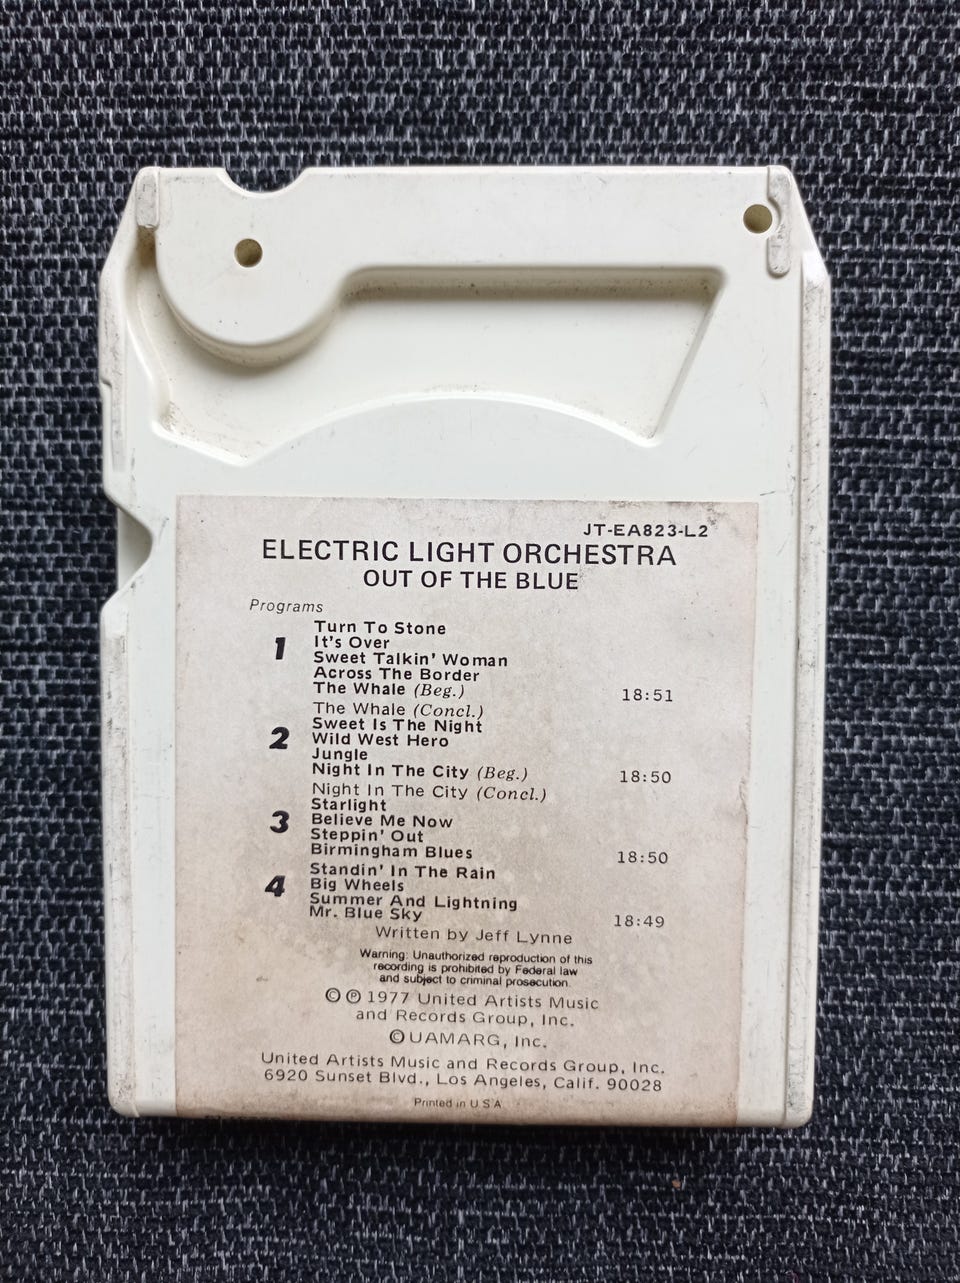 JT-EA823-L2
ELECTRIC LIGHT ORCHESTRA
OUT OF THE BLUE
Programs
1
Turn To Stone
It's Over
Sweet Talkin' Woman
Across The Border
The Whale (Beg.) 18:51
2
The Whale (Concl.)
Sweet Is The Night
Wild West Hero
Jungle
Night In The City (Beg.) 18:50
3
Night In The City (Concl.)
Starlight
Believe Me Now
Steppin' Out
Birmingham Blues 18:50
4
Standin' In The Rain
Big Wheels
Summer And Lightning
Mr. Blue Sky 18:49
Written by Jeff Lynne
Warning: Unauthorized reproduction of this
recording is prohibited by Federal law
and subject to criminal prosecution.
© ℗ 1977 United Artists Music
and Records Group, Inc.
© UAMARG, Inc.
United Artists Music and Records Group, Inc.
6920 Sunset Blvd., Los Angeles, Calif. 90028
Printed in U S A